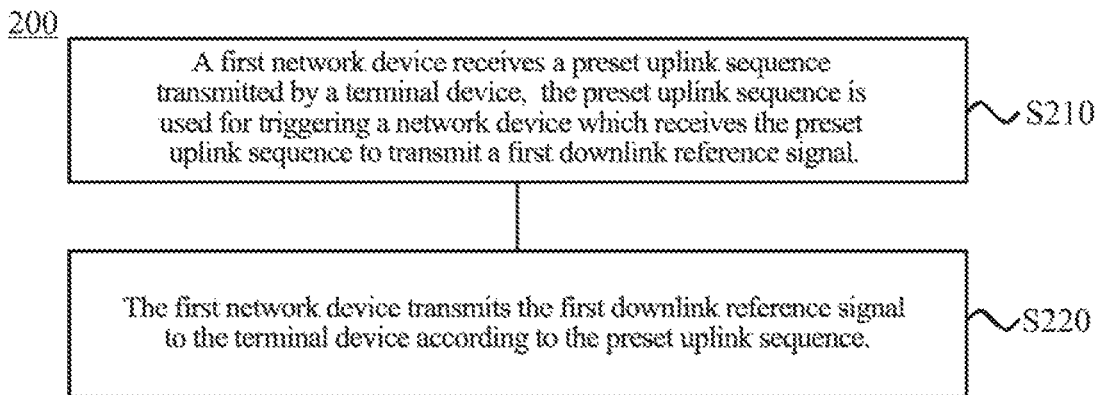 200
A first network device receives a preset uplink sequence
transmitted by a terminal device, the preset uplink sequence is
used for triggering a network device which receives the preset
uplink sequence to transmit a first downlink reference signal.
S210
The first network device transmits the first downlink reference signal
to the terminal device according to the preset uplink sequence.
S220